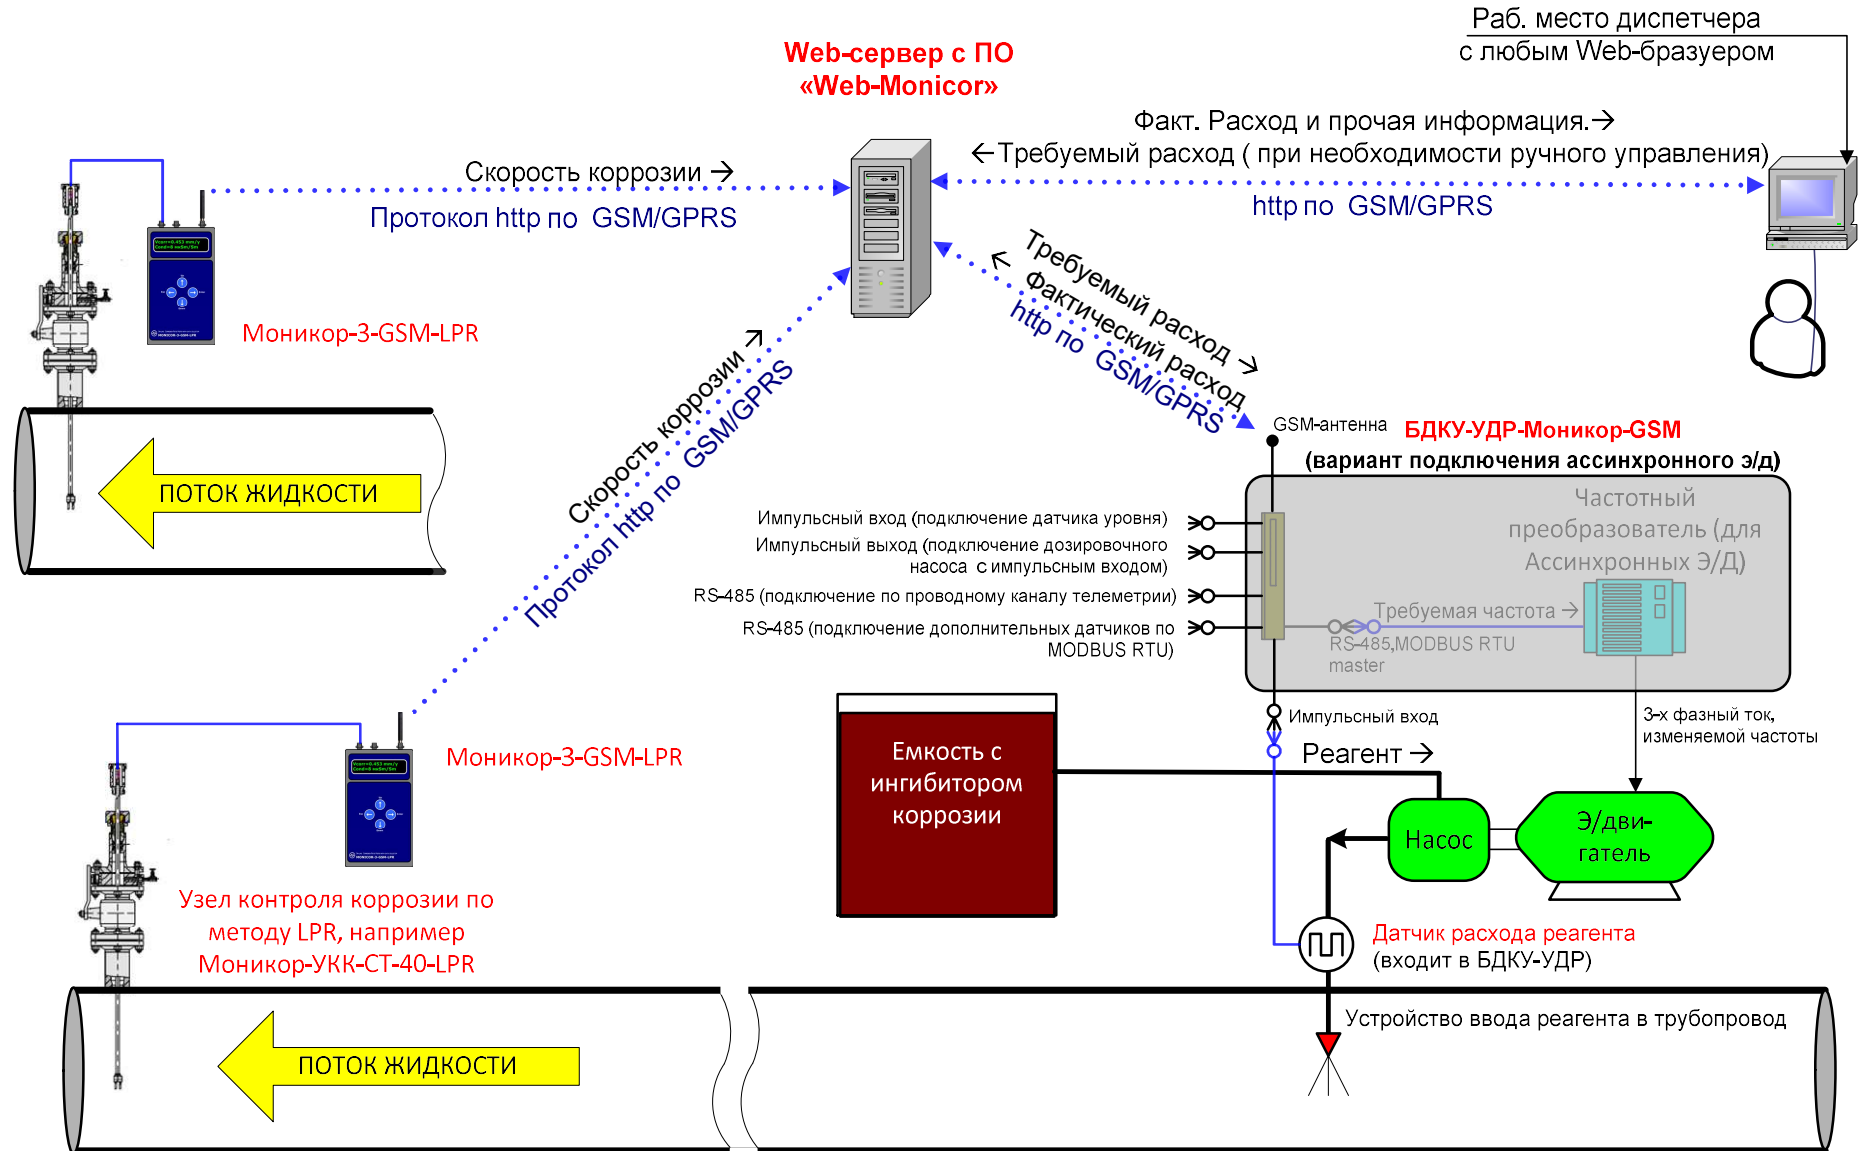 Раб. место диспетчера
с любым Web-бразуером
Web-сервер с ПО
«Web-Monicor»
Факт. Расход и прочая информация.→
←Требуемый расход ( при необходимости ручного управления)
http по GSM/GPRS
Скорость коррозии →
Протокол http по GSM/GPRS
Моникор-3-GSM-LPR
Требуемый расход →
← Фактический расход
http по GSM/GPRS
Скорость коррозии →
Протокол http по GSM/GPRS
ПОТОК ЖИДКОСТИ
GSM-антенна
БДКУ-УДР-Моникор-GSM
(вариант подключения ассинхронного э/д)
Частотный
преобразователь (для
Ассинхронных Э/Д)
Импульсный вход (подключение датчика уровня)
Импульсный выход (подключение дозировочного
насоса с импульсным входом)
RS-485 (подключение по проводному каналу телеметрии)
RS-485 (подключение дополнительных датчиков по
MODBUS RTU)
Требуемая частота →
RS-485,MODBUS RTU
master
Импульсный вход
3-х фазный ток,
изменяемой частоты
Реагент →
Емкость с
ингибитором
коррозии
Насос
Э/дви-
гатель
Моникор-3-GSM-LPR
Узел контроля коррозии по
методу LPR, например
Моникор-УКК-СТ-40-LPR
Датчик расхода реагента
(входит в БДКУ-УДР)
Устройство ввода реагента в трубопровод
ПОТОК ЖИДКОСТИ